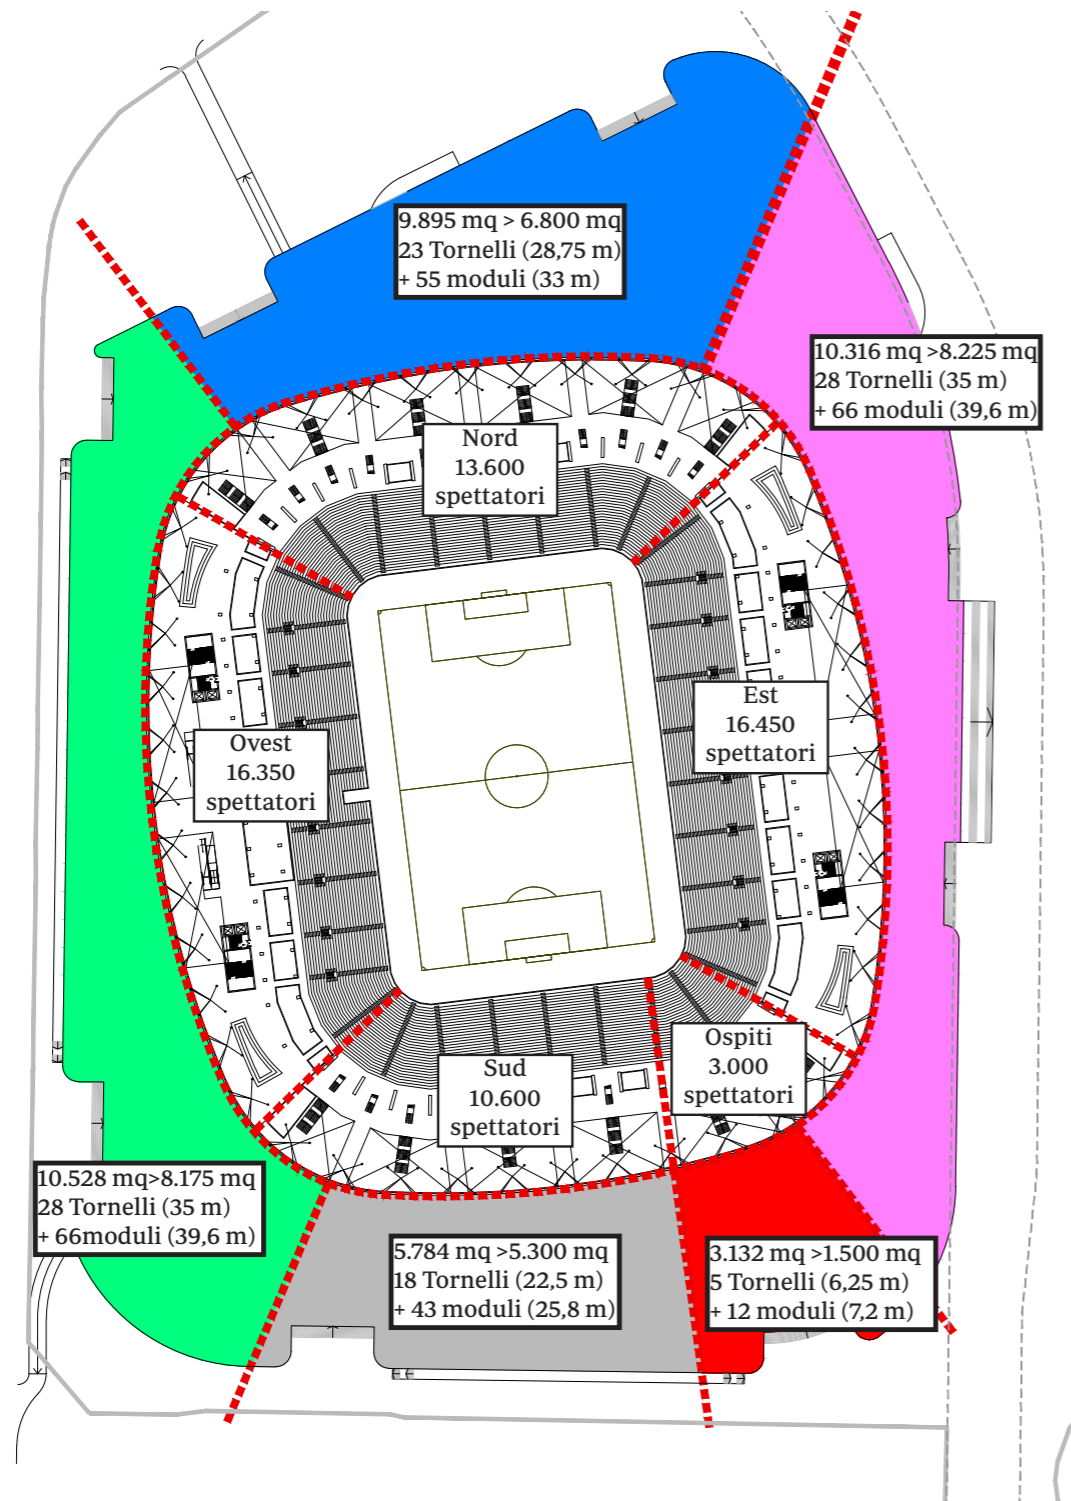 9.895 mq > 6.800 mq
23 Tornelli (28,75 m)
+ 55 moduli (33 m)
10.316 mq >8.225 mq
28 Tornelli (35 m)
+ 66 moduli (39,6 m)
Nord
13.600
spettatori
Est
16.450
spettatori
Ovest
16.350
spettatori
Ospiti
3.000
spettatori
Sud
10.600
spettatori
10.528 mq>8.175 mq
28 Tornelli (35 m)
+ 66moduli (39,6 m)
5.784 mq >5.300 mq
18 Tornelli (22,5 m)
+ 43 moduli (25,8 m)
3.132 mq >1.500 mq
5 Tornelli (6,25 m)
+ 12 moduli (7,2 m)